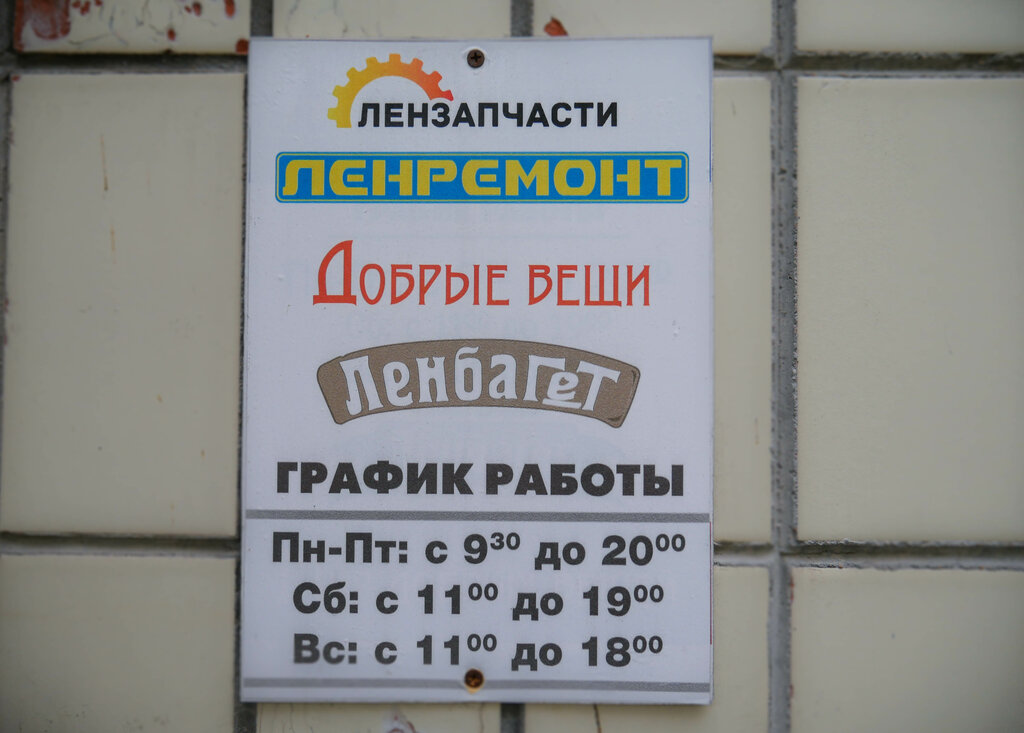 ЛЕНЗАПЧАСТИ
ЛЕНРЕМОНТ
ДОБРЫЕ ВЕЩИ
Ленбагет
ГРАФИК РАБОТЫ
Пн-Пт: с 9³⁰ до 20⁰⁰
Сб: с 11⁰⁰ до 19⁰⁰
Вс: с 11⁰⁰ до 18⁰⁰